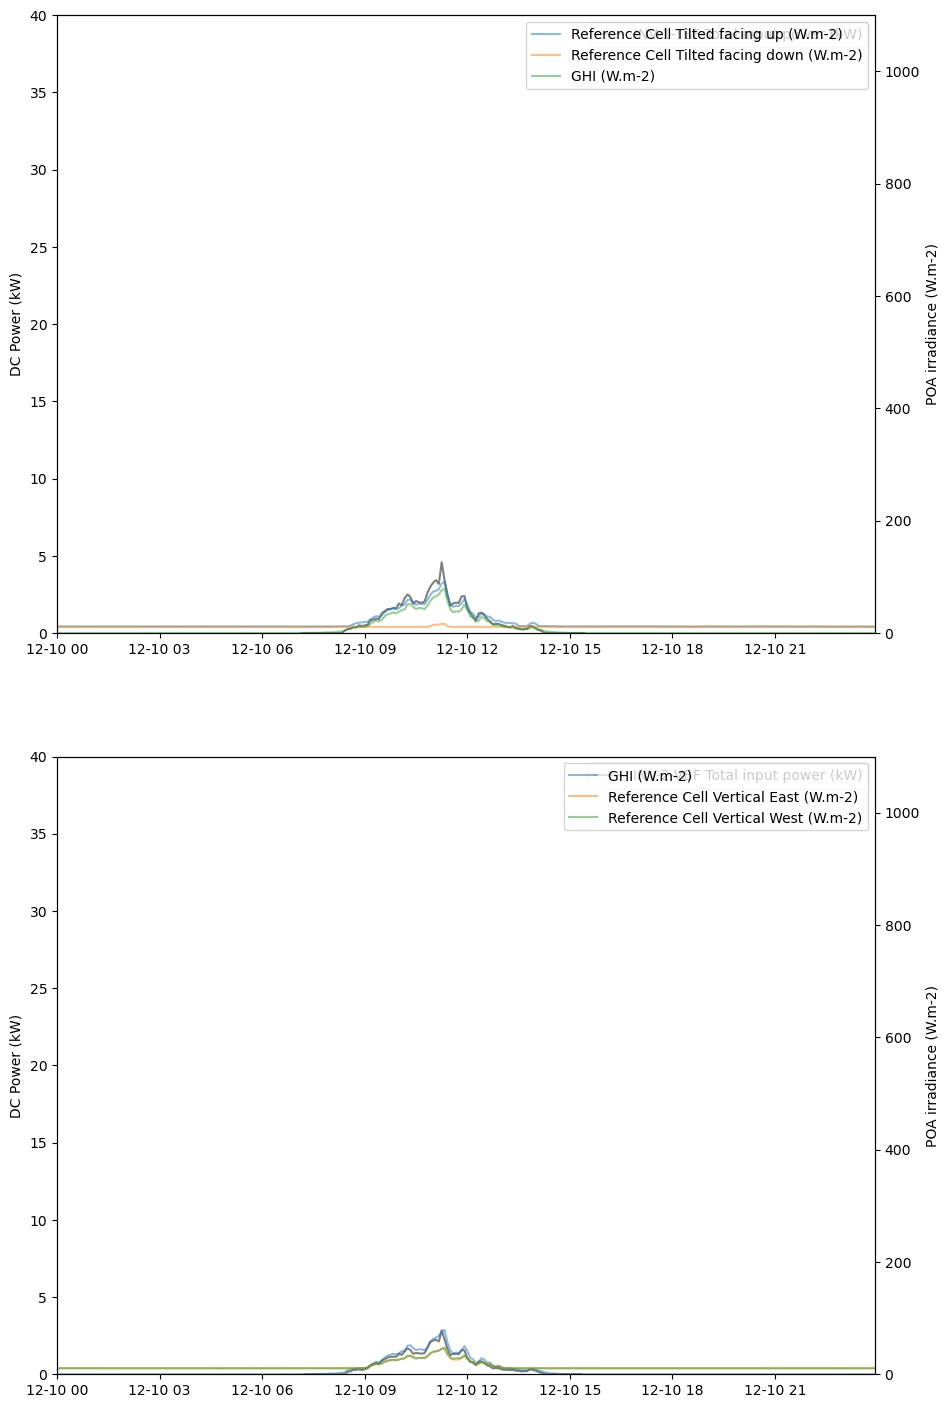 40
35
30
25
20
15
10
5
0
DC Power (kW)
Reference Cell Tilted facing up (W.m-2)
Reference Cell Tilted facing down (W.m-2)
GHI (W.m-2)
1000
800
600
400
200
0
POA irradiance (W.m-2)
12-10 00 12-10 03 12-10 06 12-10 09 12-10 12 12-10 15 12-10 18 12-10 21
40
35
30
25
20
15
10
5
0
DC Power (kW)
Total input power (kW)
GHI (W.m-2)
Reference Cell Vertical East (W.m-2)
Reference Cell Vertical West (W.m-2)
1000
800
600
400
200
0
POA irradiance (W.m-2)
12-10 00 12-10 03 12-10 06 12-10 09 12-10 12 12-10 15 12-10 18 12-10 21